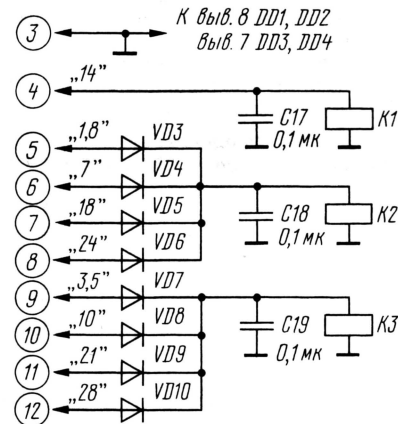 3
К выв. 8 DD1, DD2
выв. 7 DD3, DD4
4 „14”
C17
0,1 мк
K1
5 „1,8” VD3
6 „7” VD4
7 „18” VD5
C18
0,1 мк
K2
8 „24” VD6
9 „3,5” VD7
10 „10” VD8
C19
0,1 мк
K3
11 „21” VD9
12 „28” VD10